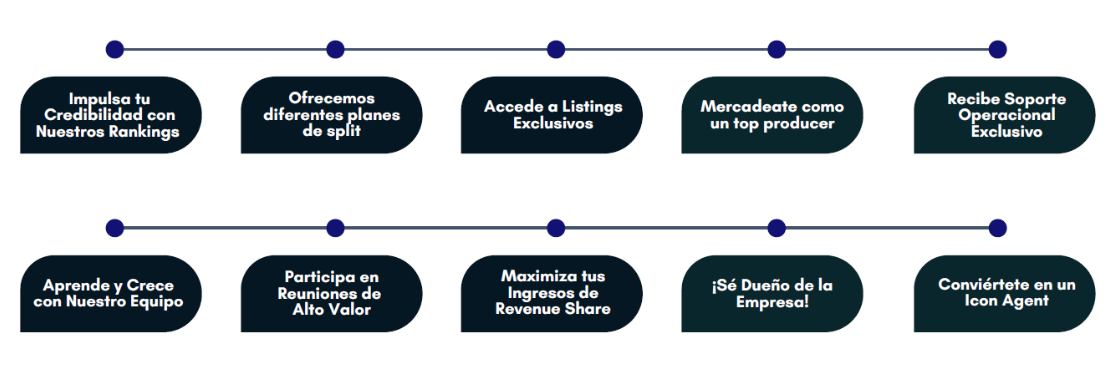 Impulsa tu
Credibilidad con
Nuestros Rankings
Ofrecemos
diferentes planes
de split
Accede a Listings
Exclusivos
Mercadeate como
un top producer
Recibe Soporte
Operacional
Exclusivo
Aprende y Crece
con Nuestro Equipo
Participa en
Reuniones de
Alto Valor
Maximiza tus
Ingresos de
Revenue Share
¡Sé Dueño de la
Empresa!
Conviértete en un
Icon Agent